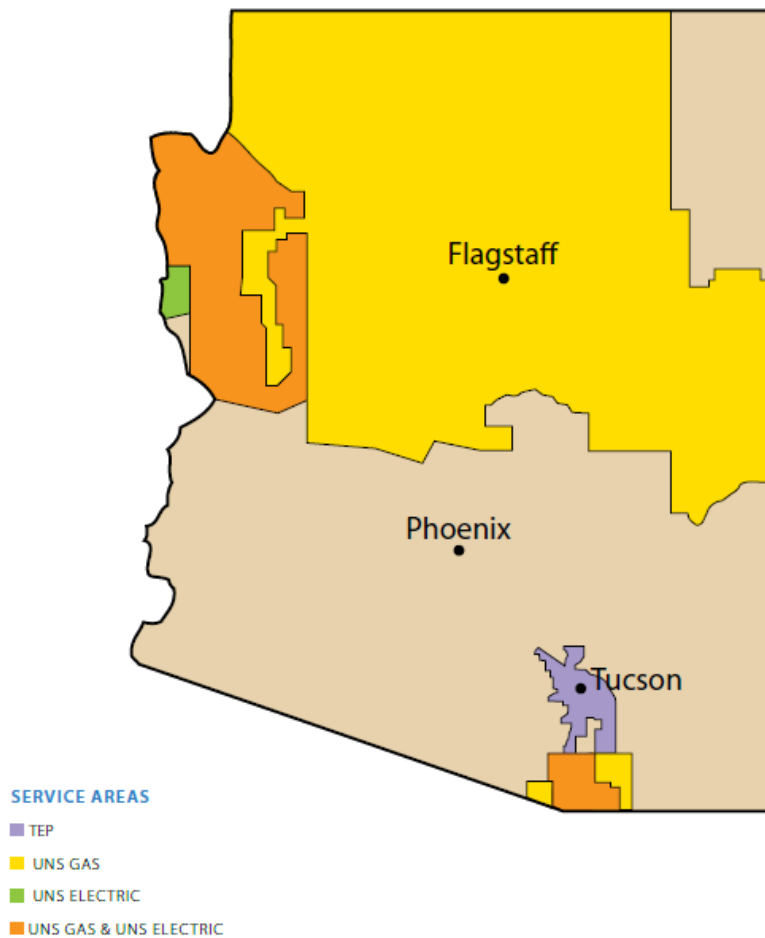 Flagstaff
Phoenix
Tucson
SERVICE AREAS
TEP
UNS GAS
UNS ELECTRIC
UNS GAS & UNS ELECTRIC